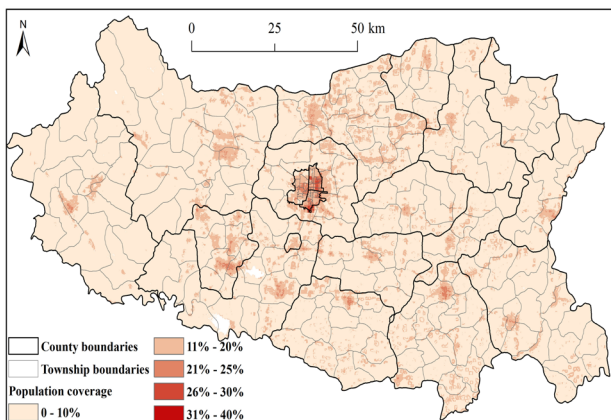 N
0 25 50 km
County boundaries
Township boundaries
Population coverage
0 - 10%
11% - 20%
21% - 25%
26% - 30%
31% - 40%